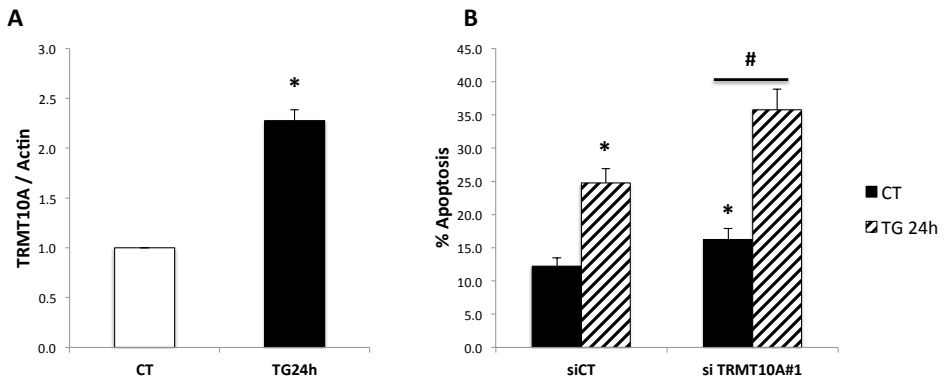 A
TRMT10A / Actin
3.0
2.5
2.0
1.5
1.0
0.5
0.0
*
CT
TG24h
B
% Apoptosis
45.0
40.0
35.0
30.0
25.0
20.0
15.0
10.0
5.0
0.0
*
*
#
siCT
si TRMT10A#1
CT
TG 24h